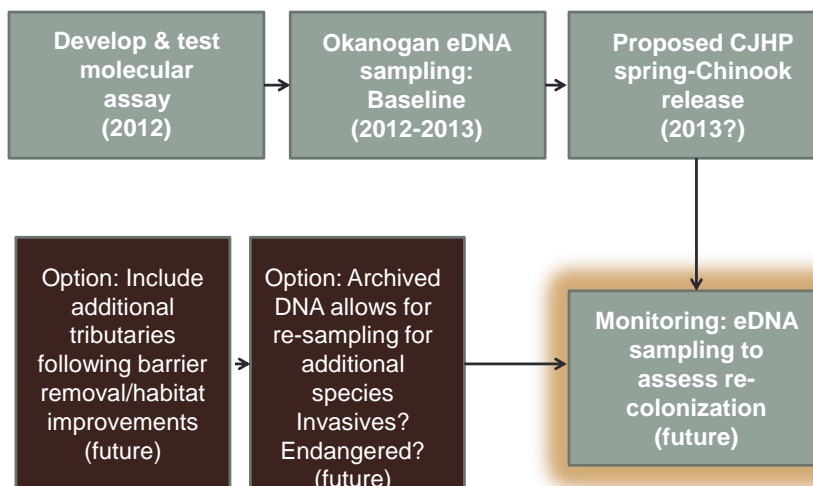 Develop & test
molecular
assay
(2012)
Okanogan eDNA
sampling:
Baseline
(2012-2013)
Proposed CJHP
spring-Chinook
release
(2013?)
Option: Include
additional
tributaries
following barrier
removal/habitat
improvements
(future)
Option: Archived
DNA allows for
re-sampling for
additional
species
Invasives?
Endangered?
(future)
Monitoring: eDNA
sampling to
assess re-
colonization
(future)